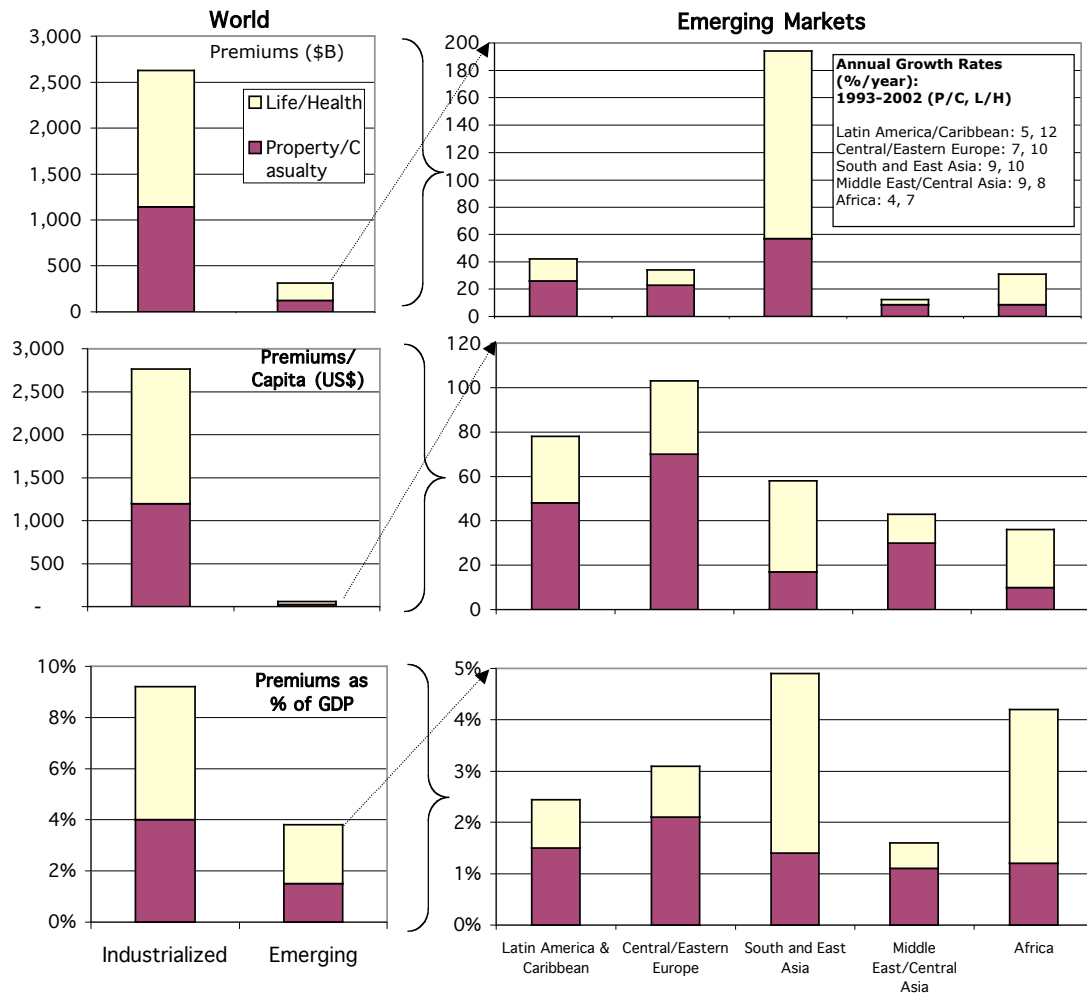 World
Premiums ($B)
3,000
2,500
2,000
1,500
1,000
500
0
Life/Health
Property/C
asualty
Emerging Markets
200
180
160
140
120
100
80
60
40
20
0
Annual Growth Rates
(%/year):
1993-2002 (P/C, L/H)
Latin America/Caribbean: 5, 12
Central/Eastern Europe: 7, 10
South and East Asia: 9, 10
Middle East/Central Asia: 9, 8
Africa: 4, 7
Premiums/
Capita (US$)
3,000
2,500
2,000
1,500
1,000
500
-
120
100
80
60
40
20
0
Premiums as
% of GDP
10%
8%
6%
4%
2%
0%
Industrialized
Emerging
5%
4%
3%
2%
1%
0%
Latin America &
Caribbean
Central/Eastern
Europe
South and East
Asia
Middle
East/Central
Asia
Africa